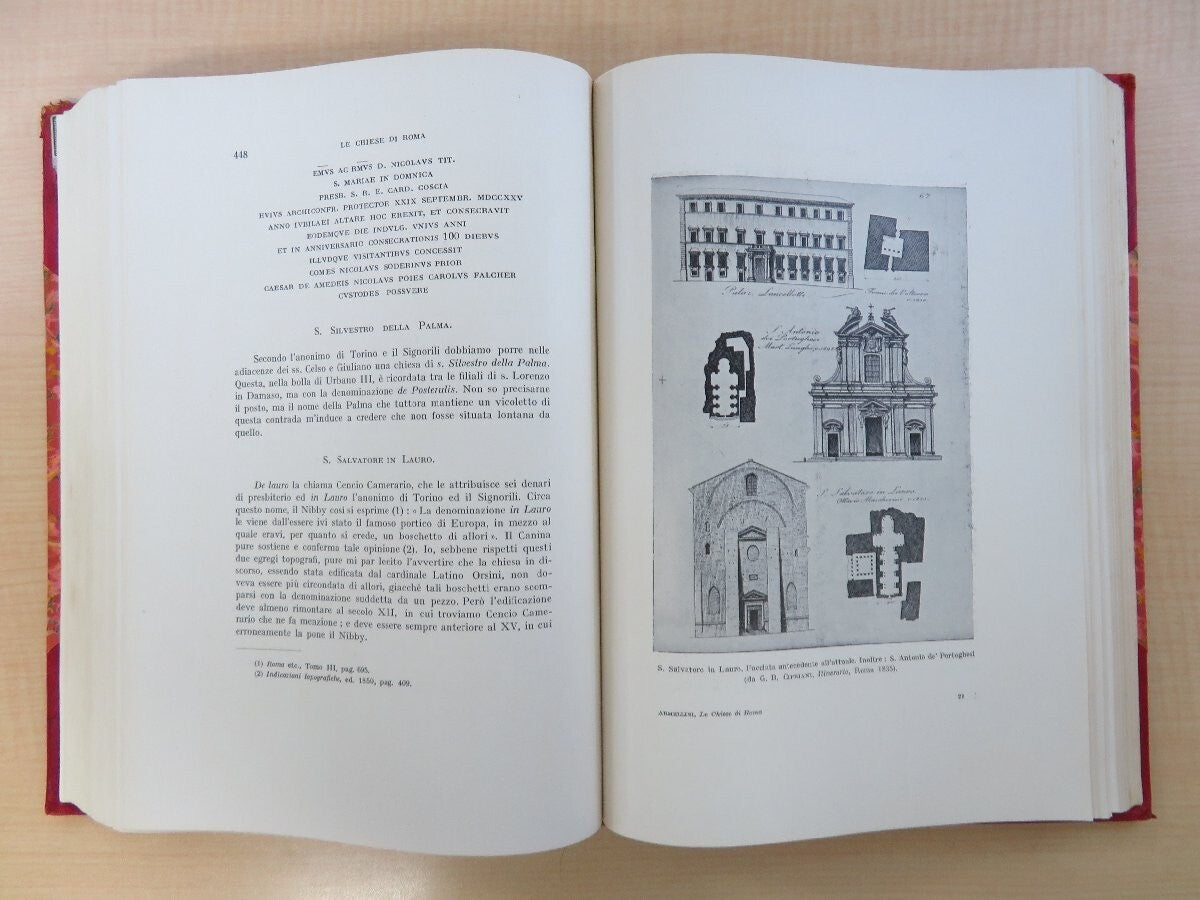 448
LE CHIESE DI ROMA
EMVS AC RMVS D. NICOLAVS TIT.
S. MARIAE IN DOMNICA
PRESB. S. R. E. CARD. COSCIA
HVIVS ARCHICONFR. PROTECTOR XXIX SEPTEMBR. MDCCXXV
ANNO IVBILAEI ALTARE HOC EREXIT, ET CONSECRAVIT
EODEMQVE DIE INDVLG. VNIVS ANNI
ET IN ANNIVERSARIO CONSECRATIONIS 100 DIEBVS
ILLVDQVE VISITANTIBVS CONCESSIT
COMES NICOLAVS SODERINVS PRIOR
CAESAR DE AMEDEIS NICOLAVS POIES CAROLVS FALCHER
CVSTODES POSSVERE
S. SILVESTRO DELLA PALMA.
Secondo l'anonimo di Torino e il Signorili dobbiamo porre nelle
adiacenze dei ss. Celso e Giuliano una chiesa di s. Silvestro della Palma.
Questa, nella bolla di Urbano III, è ricordata tra le filiali di s. Lorenzo
in Damaso, ma con la denominazione de Posterulis. Non so precisarne
il posto, ma il nome della Palma che tuttora mantiene un vicoletto di
questa contrada m'induce a credere che non fosse situata lontana da
quello.
S. SALVATORE IN LAURO.
De lauro la chiama Cencio Camerario, che le attribuisce sei denari
di presbiterio ed in Lauro l'anonimo di Torino ed il Signorili. Circa
questo nome, il Nibby così si esprime (1) : « La denominazione in Lauro
le viene dall'essere ivi stato il famoso portico di Europa, in mezzo al
quale eravi, per quanto si crede, un boschetto di allori ». Il Canina
pure sostiene e conferma tale opinione (2). Io, sebbene rispetti questi
due egregi topografi, pure mi par lecito l'avvertire che la chiesa in di-
scorso, essendo stata edificata dal cardinale Latino Orsini, non do-
veva essere più circondata di allori, giacchè tali boschetti erano scom-
parsi con la denominazione suddetta da un pezzo. Però l'edificazione
deve almeno rimontare al secolo XII, in cui troviamo Cencio Came-
rario che ne fa meazione; e deve essere sempre anteriore al XV, in cui
erroneamente la pone il Nibby.
(1) Roma etc., Tomo III, pag. 695.
(2) Indicazioni topografiche, ed. 1850, pag. 409.
67
Palaz. Lancellotti
S. Antonio
dei Portoghesi
Mart. Lunghi
S. Salvatore in Lauro
S. Salvatore in Lauro. Facciata antecedente all'attuale. Inoltre : S. Antonio de' Portoghesi
(da G. B. CIPRIANI, Itinerario, Roma 1835).
21
ARMELLINI, Le Chiese di Roma